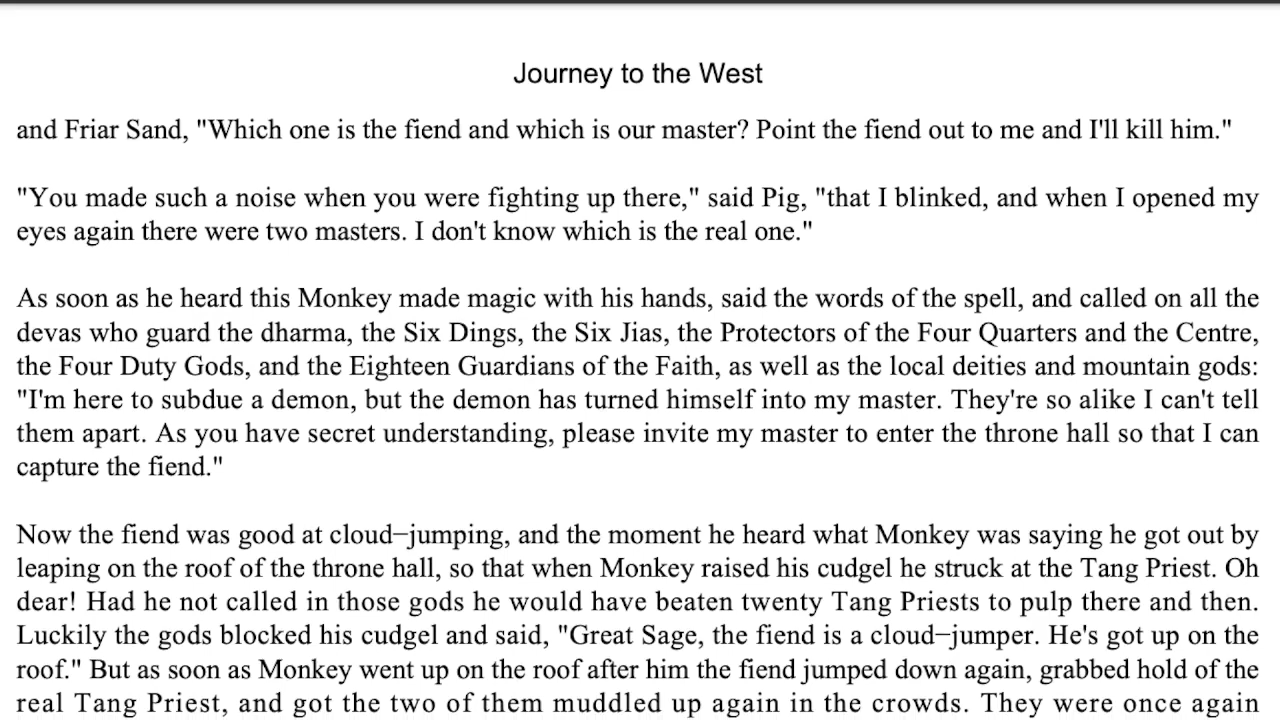 Journey to the West
and Friar Sand, "Which one is the fiend and which is our master? Point the fiend out to me and I'll kill him."
"You made such a noise when you were fighting up there," said Pig, "that I blinked, and when I opened my
eyes again there were two masters. I don't know which is the real one."
As soon as he heard this Monkey made magic with his hands, said the words of the spell, and called on all the
devas who guard the dharma, the Six Dings, the Six Jias, the Protectors of the Four Quarters and the Centre,
the Four Duty Gods, and the Eighteen Guardians of the Faith, as well as the local deities and mountain gods:
"I'm here to subdue a demon, but the demon has turned himself into my master. They're so alike I can't tell
them apart. As you have secret understanding, please invite my master to enter the throne hall so that I can
capture the fiend."
Now the fiend was good at cloud−jumping, and the moment he heard what Monkey was saying he got out by
leaping on the roof of the throne hall, so that when Monkey raised his cudgel he struck at the Tang Priest. Oh
dear! Had he not called in those gods he would have beaten twenty Tang Priests to pulp there and then.
Luckily the gods blocked his cudgel and said, "Great Sage, the fiend is a cloud−jumper. He's got up on the
roof." But as soon as Monkey went up on the roof after him the fiend jumped down again, grabbed hold of the
real Tang Priest, and got the two of them muddled up again in the crowds. They were once again